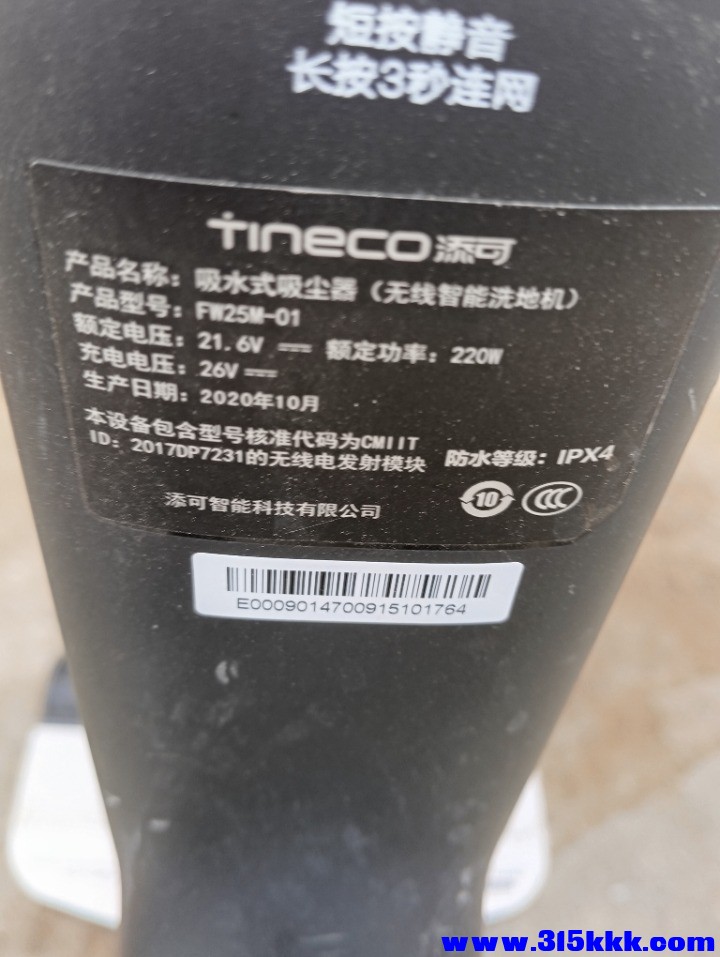 短按静音
长按3秒连网
TINECO添可
产品名称：吸水式吸尘器（无线智能洗地机）
产品型号：FW25M-01
额定电压：21.6V 额定功率：220W
充电电压：26V
生产日期：2020年10月
本设备包含型号核准代码为CMIIT
ID：2017DP7231的无线电发射模块 防水等级：IPX4
添可智能科技有限公司
10 CCC
E0009014700915101764
www.315kkk.com